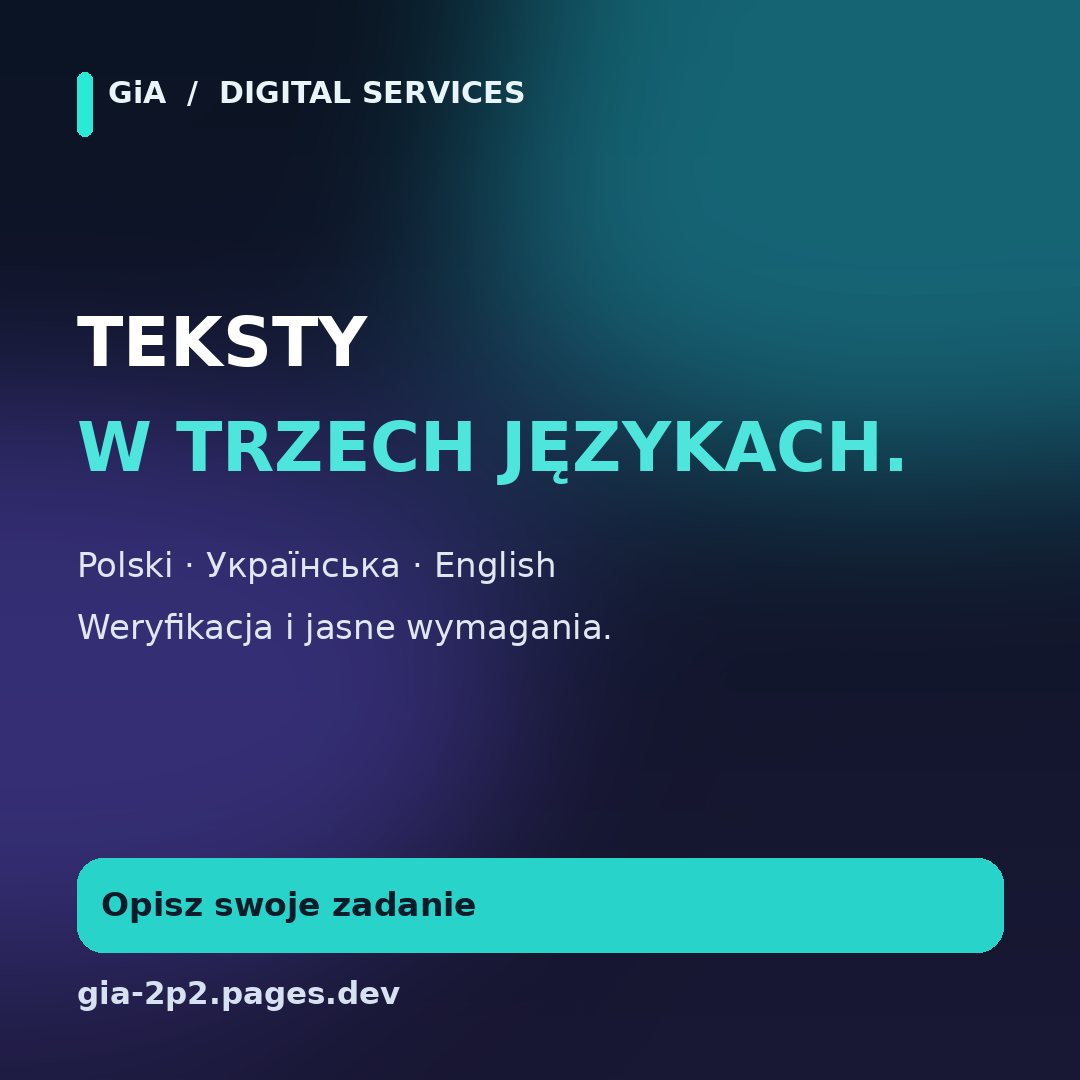 GiA / DIGITAL SERVICES
TEKSTY
W TRZECH JĘZYKACH.
Polski · Українська · English
Weryfikacja i jasne wymagania.
Opisz swoje zadanie
gia-2p2.pages.dev